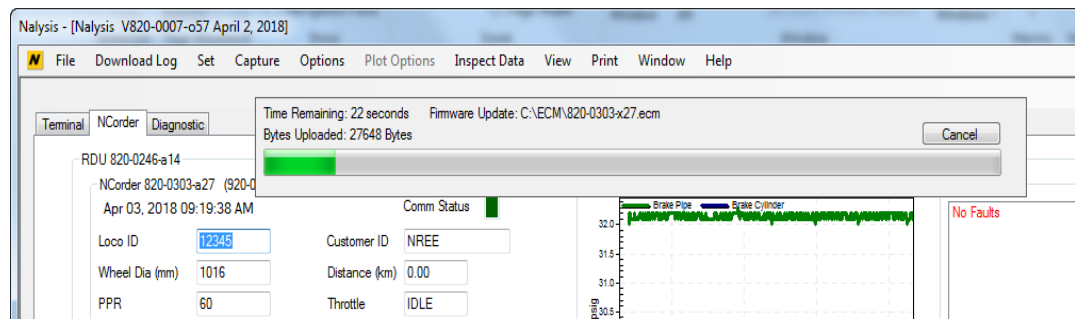 Nalysis - [Nalysis V820-0007-o57 April 2, 2018]
N File Download Log Set Capture Options Plot Options Inspect Data View Print Window Help
Time Remaining: 22 seconds Firmware Update: C:\ECM\820-0303-x27.ecm
Bytes Uploaded: 27648 Bytes
Cancel
Terminal NCorder Diagnostic
RDU 820-0246-a14
NCorder 820-0303-a27 (920-0
Apr 03, 2018 09:19:38 AM Comm Status
Loco ID 12345 Customer ID NREE
Wheel Dia (mm) 1016 Distance (km) 0.00
PPR 60 Throttle IDLE
Brake Pipe Brake Cylinder
32.0
31.5
31.0
30.5
psig
No Faults